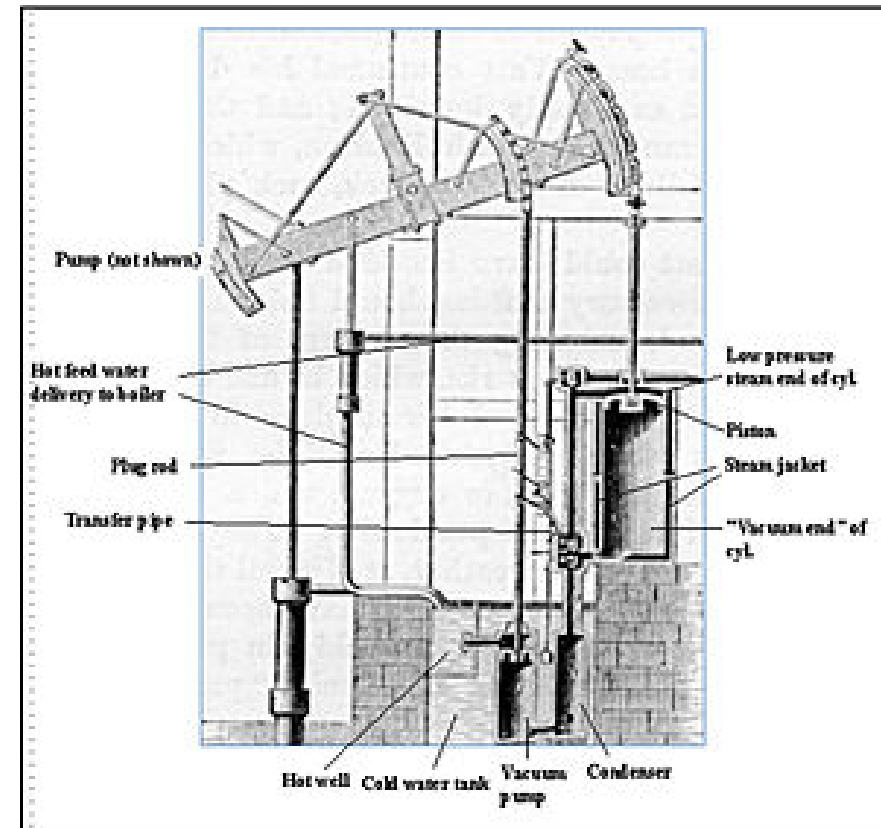 Pump (not shown)
Hot feed water
delivery to boiler
Plug rod
Transfer pipe
Low pressure
steam end of cyl.
Piston
Steam jacket
"Vacuum end" of
cyl.
Hot well
Cold water tank
Vacuum
pump
Condenser